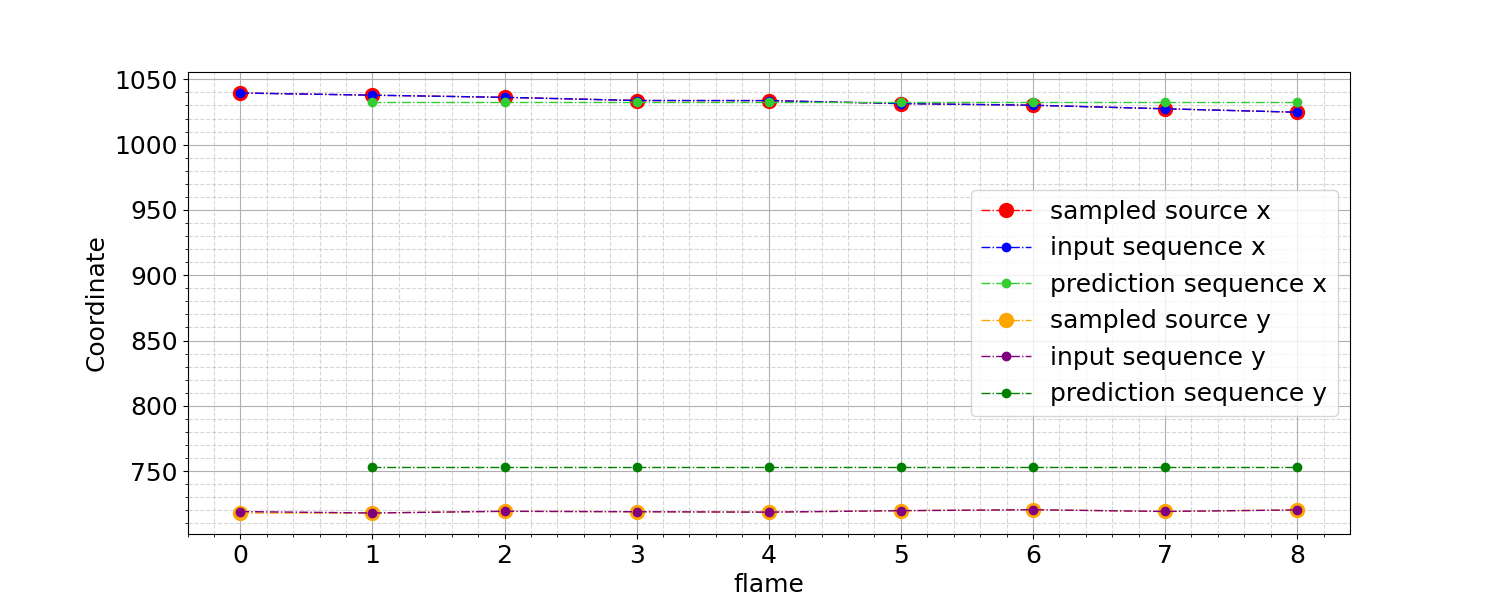 1050
1000
950
900
850
800
750
Coordinate
sampled source x
input sequence x
prediction sequence x
sampled source y
input sequence y
prediction sequence y
0 1 2 3 4 5 6 7 8
flame